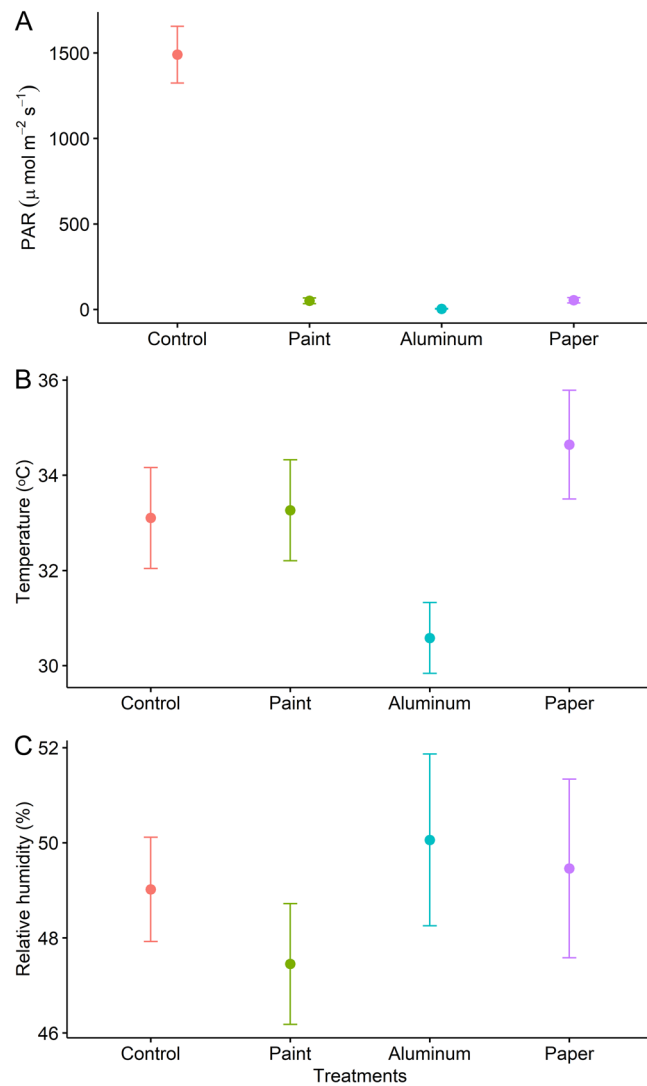 A
PAR (μ mol m⁻² s⁻¹)
1500
1000
500
0
Control Paint Aluminum Paper
B
Temperature (°C)
36
34
32
30
Control Paint Aluminum Paper
C
Relative humidity (%)
52
50
48
46
Control Paint Aluminum Paper
Treatments